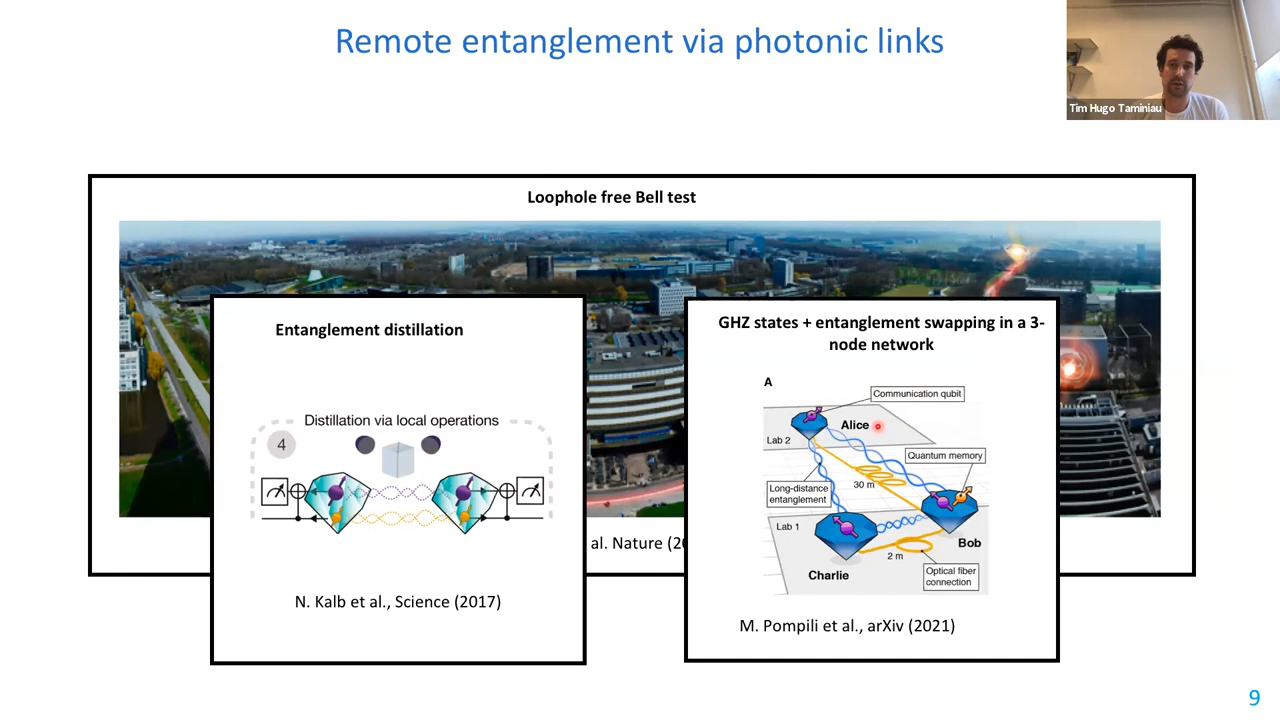 Remote entanglement via photonic links
Tim Hugo Taminiau
Loophole free Bell test
Entanglement distillation
Distillation via local operations
4
N. Kalb et al., Science (2017)
al. Nature (20
GHZ states + entanglement swapping in a 3-
node network
A
Communication qubit
Alice
Lab 2
Quantum memory
30 m
Long-distance
entanglement
Lab 1
Bob
2 m
Charlie
Optical fiber
connection
M. Pompili et al., arXiv (2021)
9